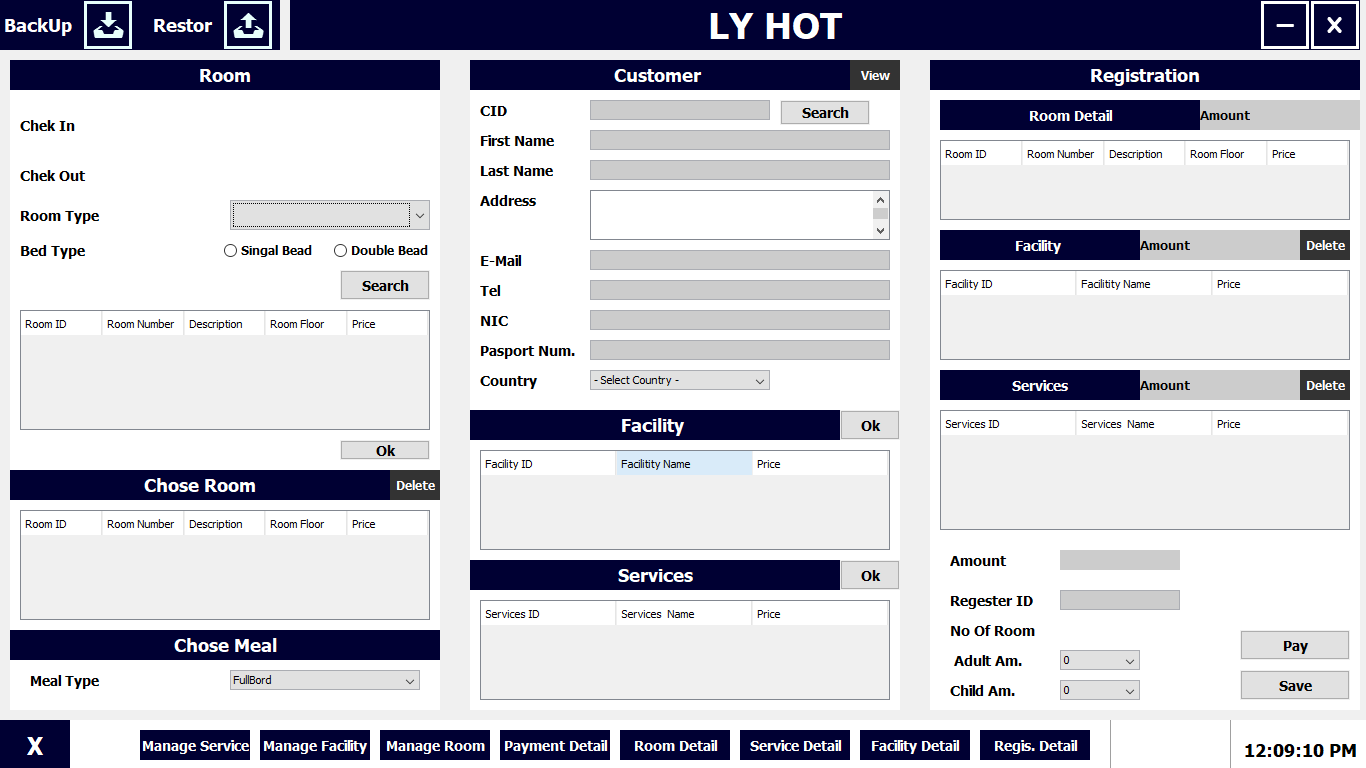 BackUp
Restor
LY HOT
X
Room
Chek In
Chek Out
Room Type
Bed Type
Singal Bead
Double Bead
Search
Room ID Room Number Description Room Floor Price
Ok
Chose Room
Delete
Room ID Room Number Description Room Floor Price
Chose Meal
Meal Type
FullBord
Customer
View
CID
Search
First Name
Last Name
Address
E-Mail
Tel
NIC
Pasport Num.
Country
- Select Country -
Facility
Ok
Facility ID Facilitity Name Price
Services
Ok
Services ID Services Name Price
Registration
Room Detail
Amount
Room ID Room Number Description Room Floor Price
Facility
Amount
Delete
Facility ID Facilitity Name Price
Services
Amount
Delete
Services ID Services Name Price
Amount
Regester ID
No Of Room
Adult Am.
0
Child Am.
0
Pay
Save
X
Manage Service
Manage Facility
Manage Room
Payment Detail
Room Detail
Service Detail
Facility Detail
Regis. Detail
12:09:10 PM